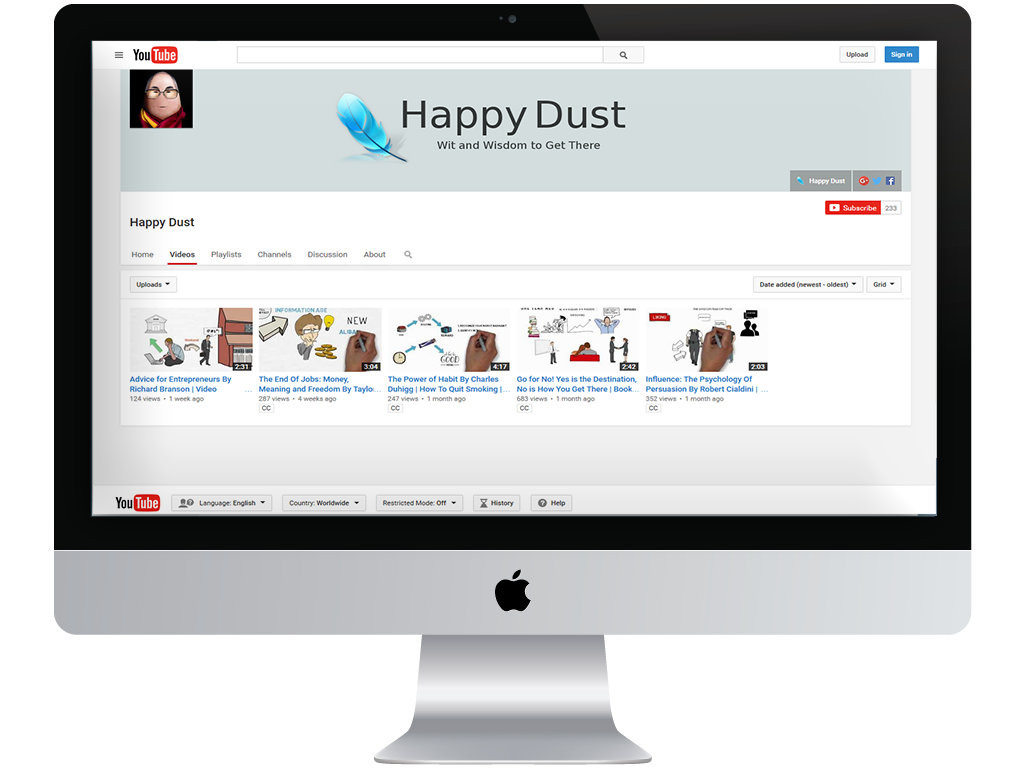 YouTube
Upload
Sign in
Happy Dust
Wit and Wisdom to Get There
Happy Dust
Subscribe 233
Happy Dust
Home Videos Playlists Channels Discussion About
Uploads
Date added (newest - oldest) Grid
2:31
INFORMATION AGE
NEW
3:04
GOOD
4:17
2:42
LIKING
2:03
Advice for Entrepreneurs By
Richard Branson | Video ...
124 views • 1 week ago
The End Of Jobs: Money,
Meaning and Freedom By Taylo...
287 views • 4 weeks ago
CC
The Power of Habit By Charles
Duhigg | How To Quit Smoking | ...
247 views • 1 month ago
CC
Go for No! Yes is the Destination,
No is How You Get There | Book...
683 views • 1 month ago
CC
Influence: The Psychology Of
Persuasion By Robert Cialdini | ...
352 views • 1 month ago
CC
YouTube
Language: English
Country: Worldwide
Restricted Mode: Off
History
Help